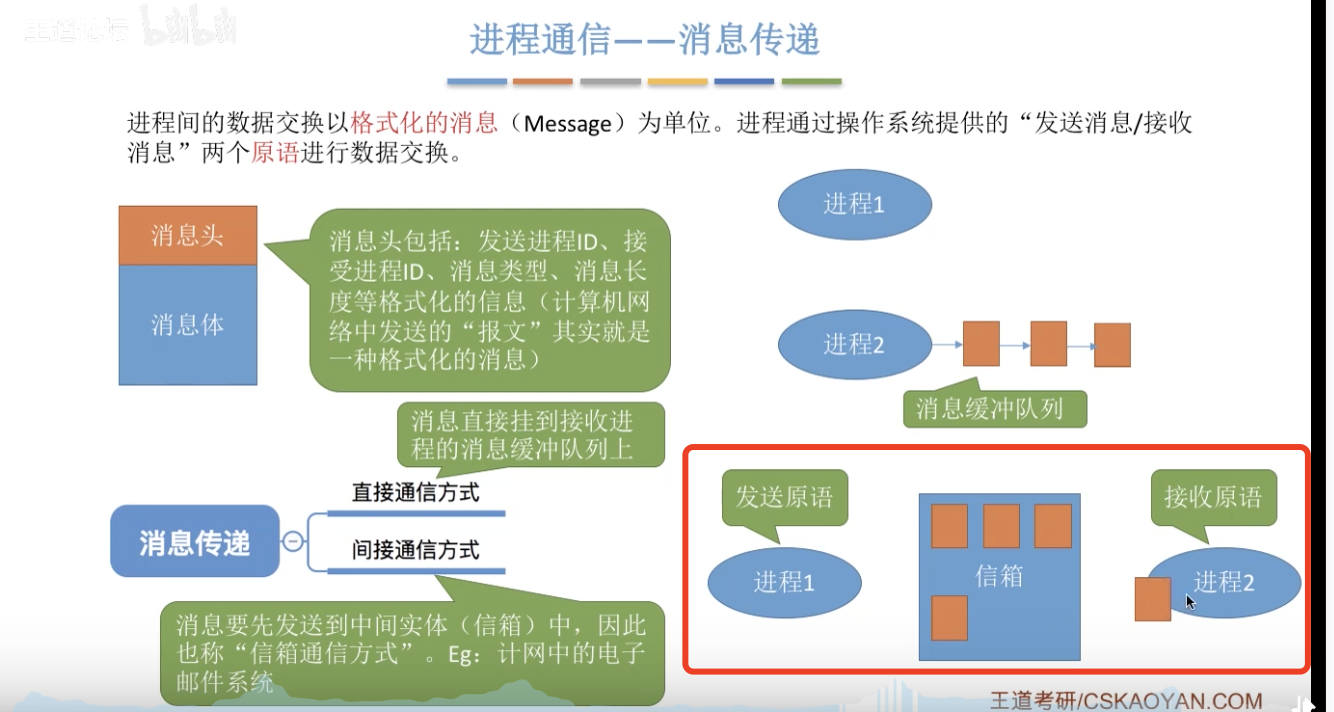 王道论坛 bilibili
进程通信——消息传递
进程间的数据交换以格式化的消息（Message）为单位。进程通过操作系统提供的“发送消息/接收
消息”两个原语进行数据交换。
消息头
消息体
消息头包括：发送进程ID、接
受进程ID、消息类型、消息长
度等格式化的信息（计算机网
络中发送的“报文”其实就是
一种格式化的消息）
进程1
进程2
消息缓冲队列
消息直接挂到接收进
程的消息缓冲队列上
直接通信方式
消息传递
间接通信方式
消息要先发送到中间实体（信箱）中，因此
也称“信箱通信方式”。Eg：计网中的电子
邮件系统
发送原语
进程1
信箱
接收原语
进程2
王道考研/CSKAOYAN.COM